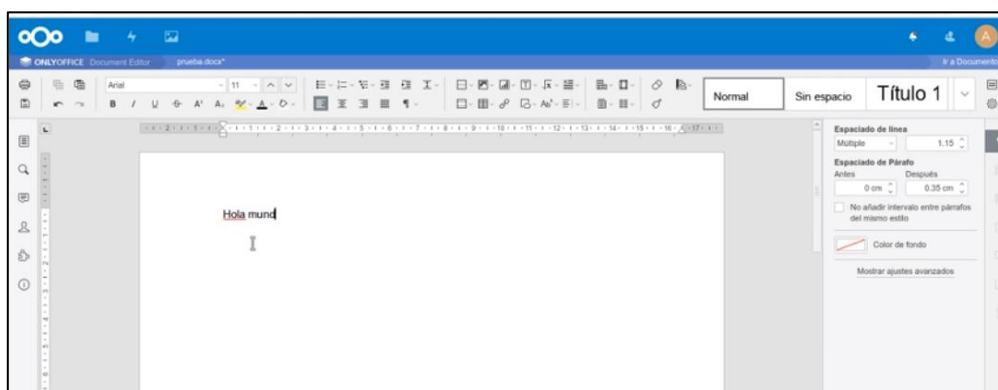 A
ONLYOFFICE Document Editor prueba.docx* Ir a Documento
Arial 11
Normal Sin espacio Título 1
Espaciado de línea
Múltiple 1.15
Espaciado de Párafo
Antes Después
0 cm 0.35 cm
No añadir intervalo entre párrafos
del mismo estilo
Color de fondo
Mostrar ajustes avanzados
Hola mund